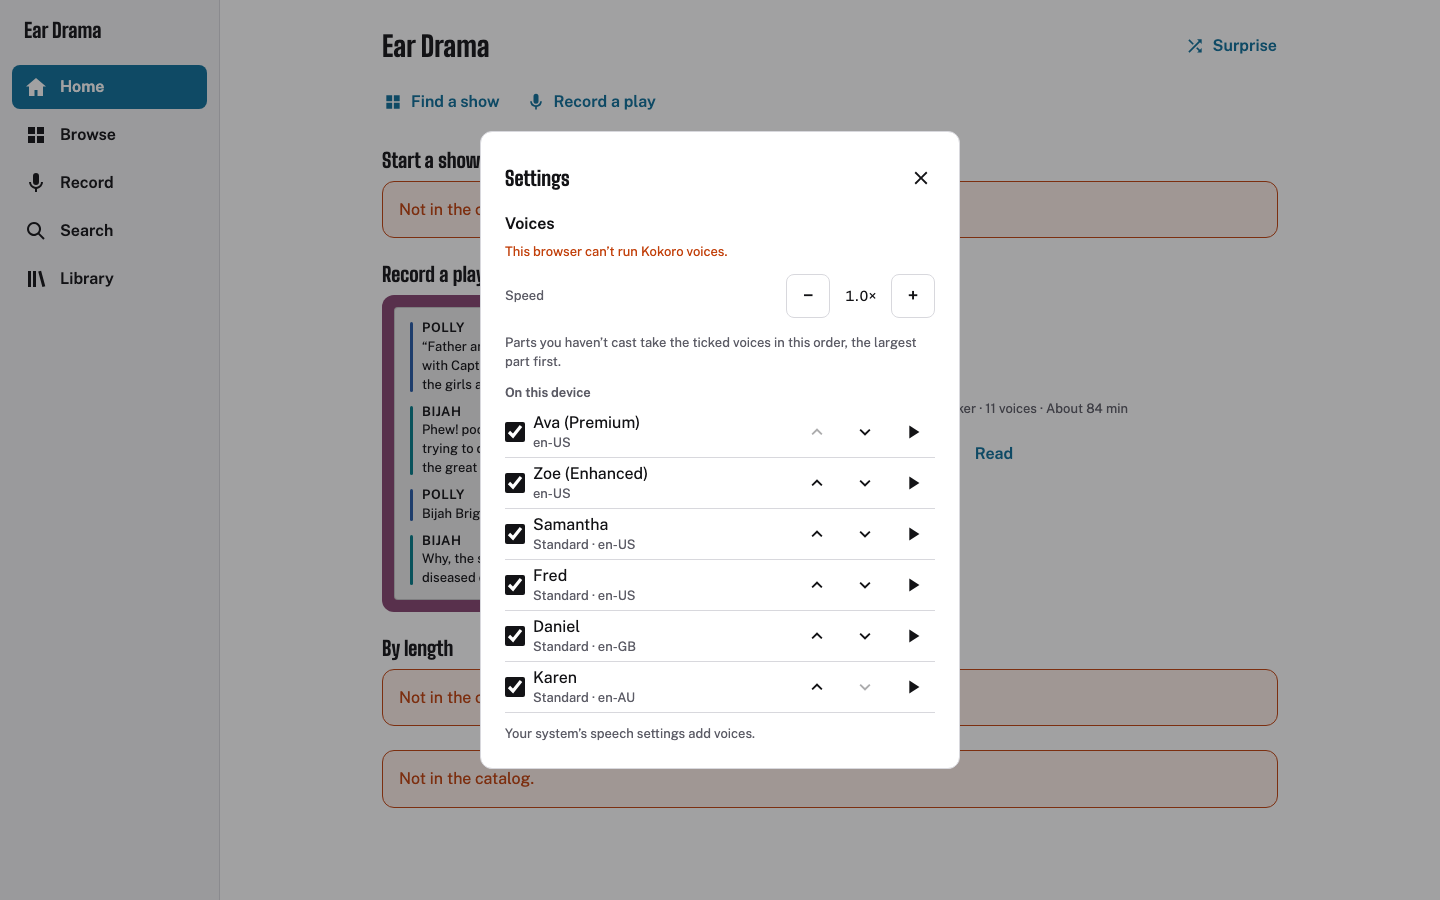 Ear Drama
Home
Browse
Record
Search
Library
Ear Drama
Surprise
Find a show
Record a play
Start a show
Not in the
Record a play
POLLY
“Father
with Capt
the girls
BIJAH
Phew!
trying to
the great
POLLY
Bijah Brig
BIJAH
Why, the
diseased
· 11 voices · About 84 min
Read
By length
Not in the
Not in the catalog.
Settings
Voices
This browser can’t run Kokoro voices.
Speed
− 1.0× +
Parts you haven’t cast take the ticked voices in this order, the largest
part first.
On this device
Ava (Premium)
en-US
Zoe (Enhanced)
en-US
Samantha
Standard · en-US
Fred
Standard · en-US
Daniel
Standard · en-GB
Karen
Standard · en-AU
Your system’s speech settings add voices.